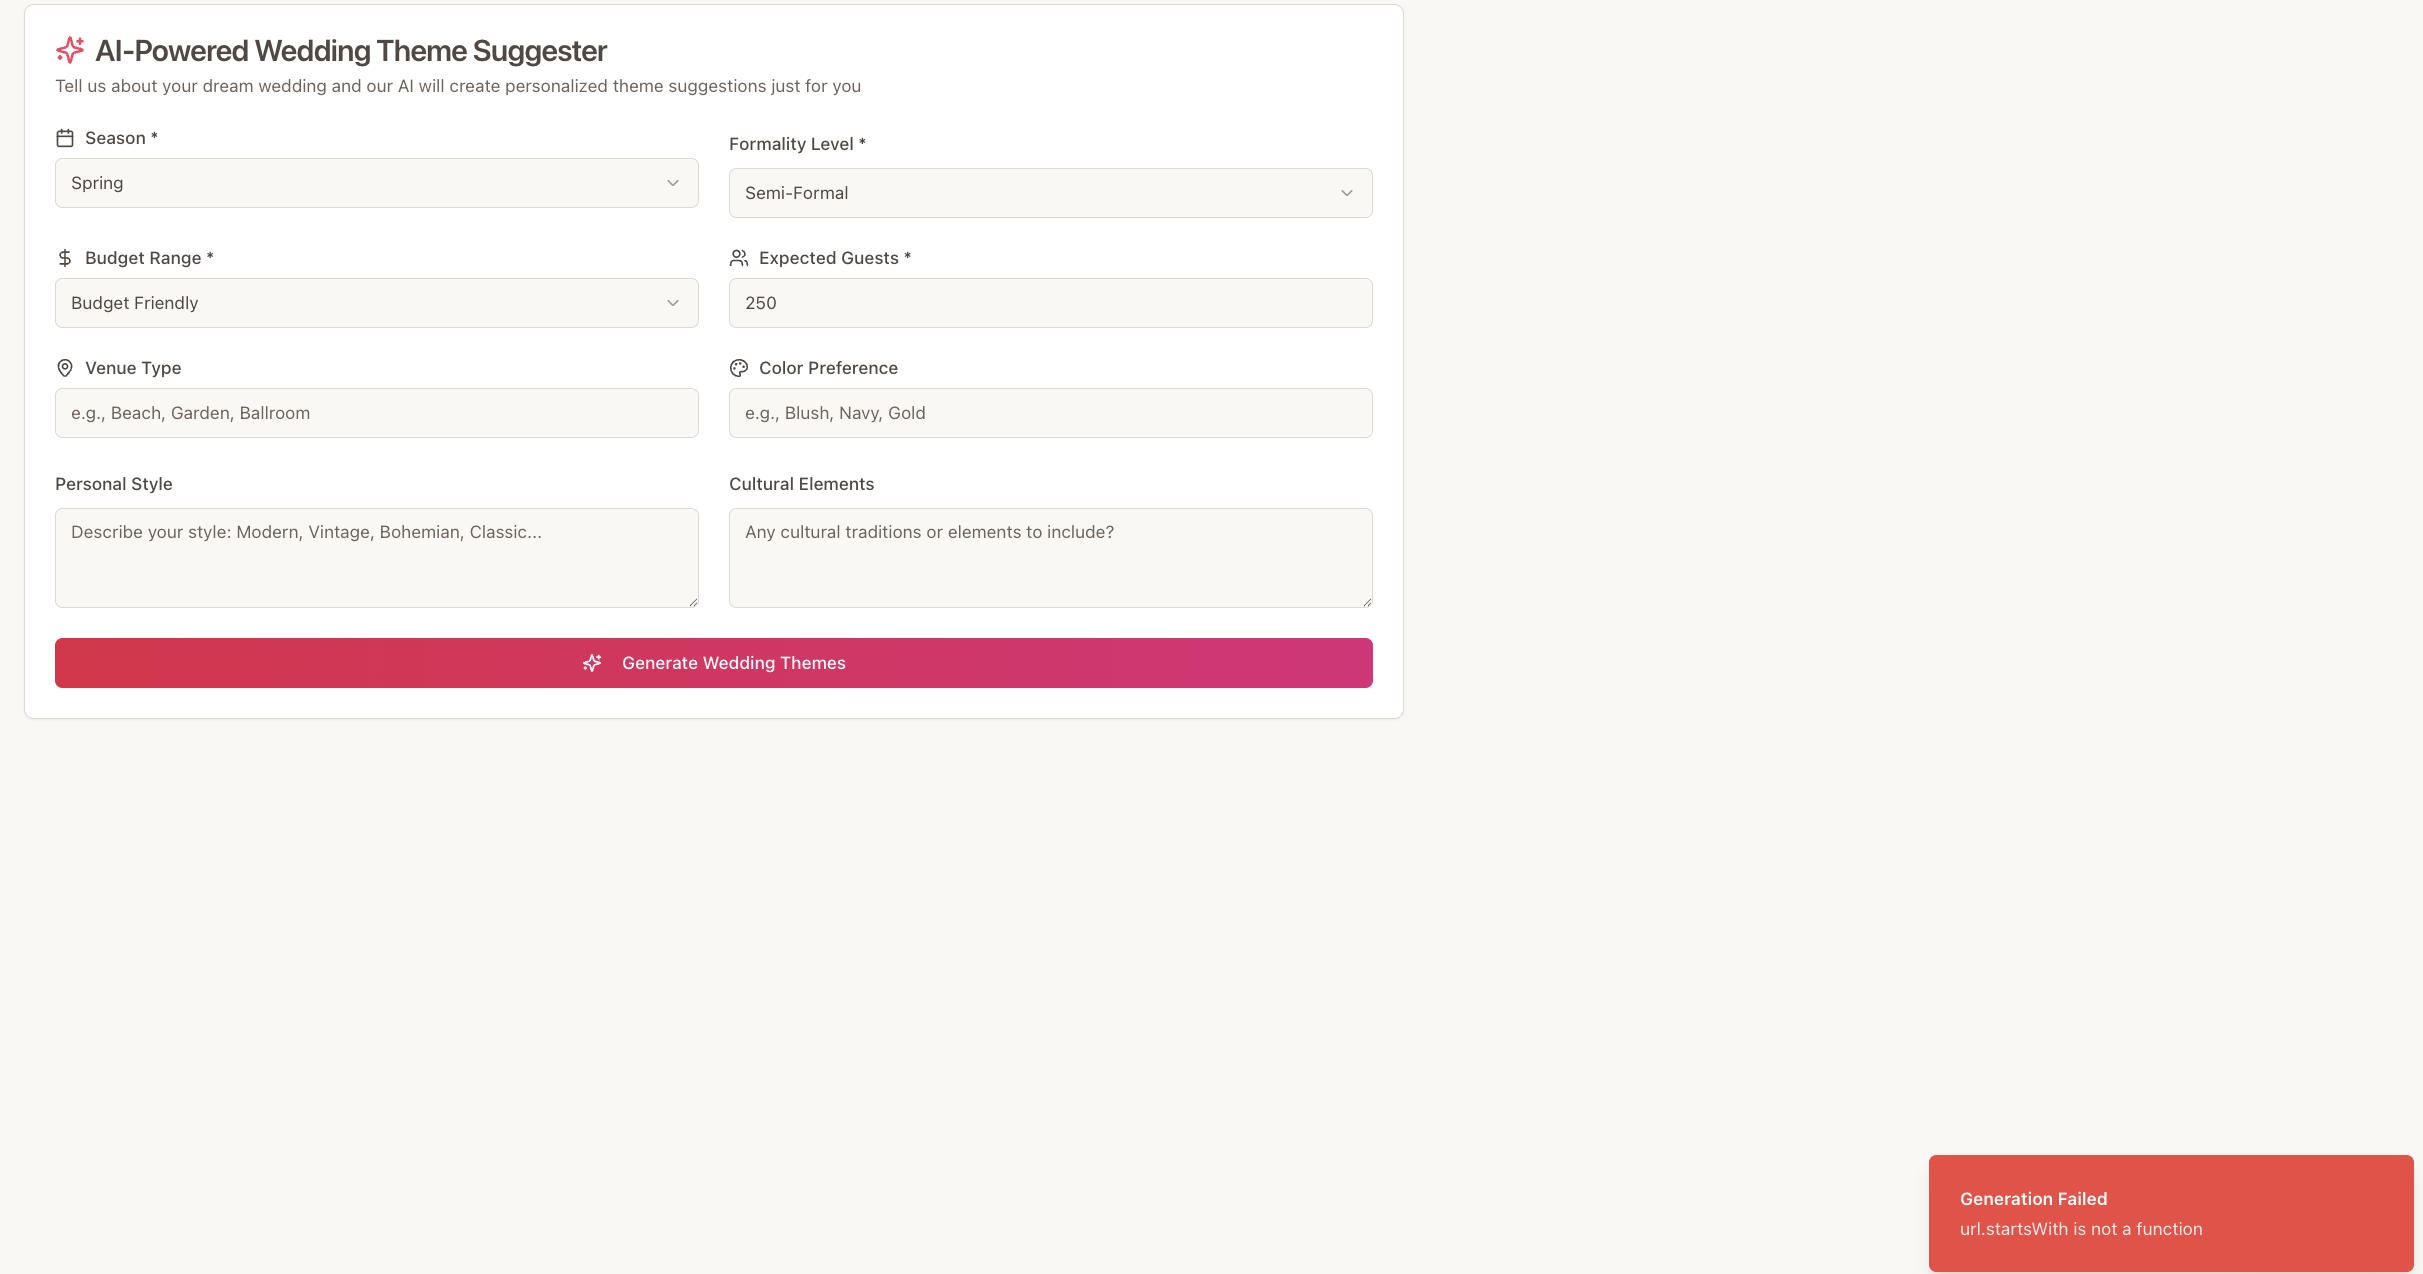 AI-Powered Wedding Theme Suggester
Tell us about your dream wedding and our AI will create personalized theme suggestions just for you
Season *
Spring
Formality Level *
Semi-Formal
Budget Range *
Budget Friendly
Expected Guests *
250
Venue Type
e.g., Beach, Garden, Ballroom
Color Preference
e.g., Blush, Navy, Gold
Personal Style
Describe your style: Modern, Vintage, Bohemian, Classic...
Cultural Elements
Any cultural traditions or elements to include?
Generate Wedding Themes
Generation Failed
url.startsWith is not a function